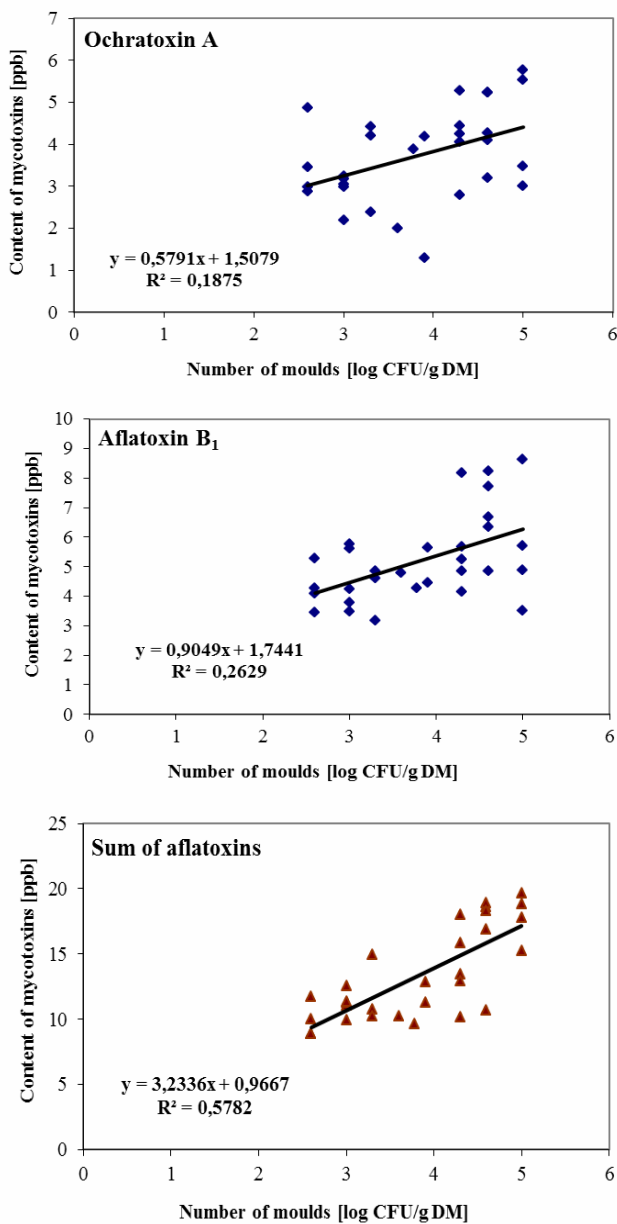 Ochratoxin A
Content of mycotoxins [ppb]
7
6
5
4
3
2
1
0
y = 0,5791x + 1,5079
R² = 0,1875
0 1 2 3 4 5 6
Number of moulds [log CFU/g DM]
Aflatoxin B₁
Content of mycotoxins [ppb]
10
9
8
7
6
5
4
3
2
1
0
y = 0,9049x + 1,7441
R² = 0,2629
0 1 2 3 4 5 6
Number of moulds [log CFU/g DM]
Sum of aflatoxins
Content of mycotoxins [ppb]
25
20
15
10
5
0
y = 3,2336x + 0,9667
R² = 0,5782
0 1 2 3 4 5 6
Number of moulds [log CFU/g DM]